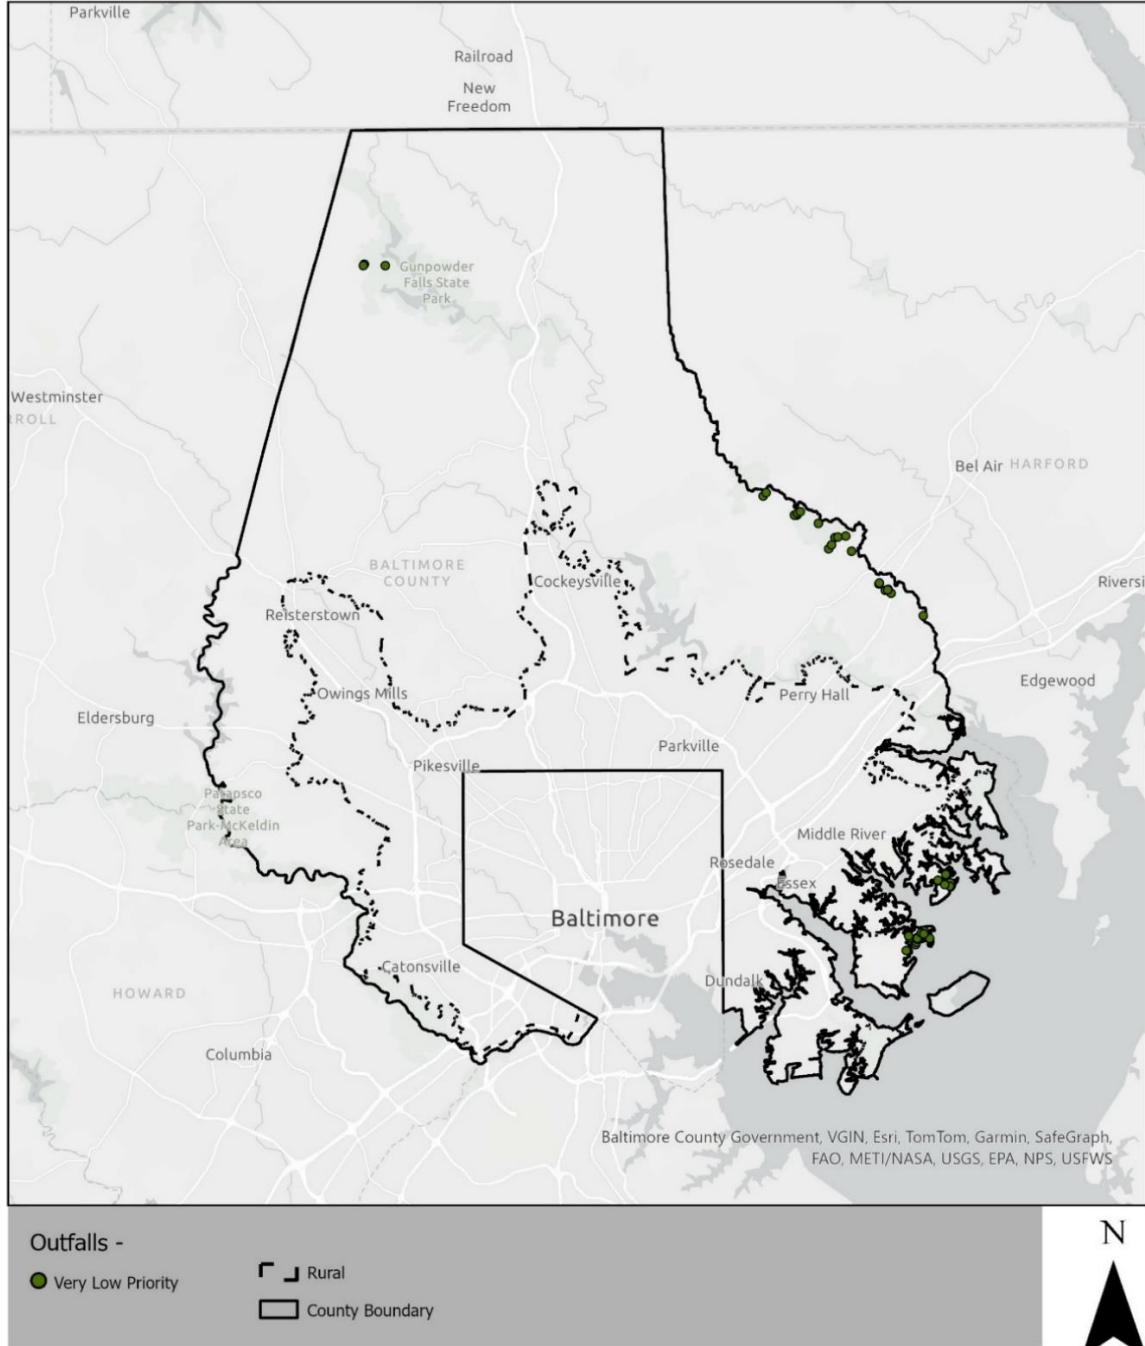 Parkville
Railroad
New
Freedom
Gunpowder
Falls State
Park
Westminster
RROLL
Bel Air HARFORD
BALTIMORE
COUNTY
Cockeysville
Riversi
Reisterstown
Owings Mills
Perry Hall
Edgewood
Eldersburg
Parkville
Pikesville
Patapsco
State
Park-McKeldin
Area
Middle River
Rosedale
Essex
Baltimore
Catonsville
Dundalk
HOWARD
Columbia
Baltimore County Government, VGIN, Esri, TomTom, Garmin, SafeGraph,
FAO, METI/NASA, USGS, EPA, NPS, USFWS
Outfalls -
Very Low Priority
Rural
County Boundary
N